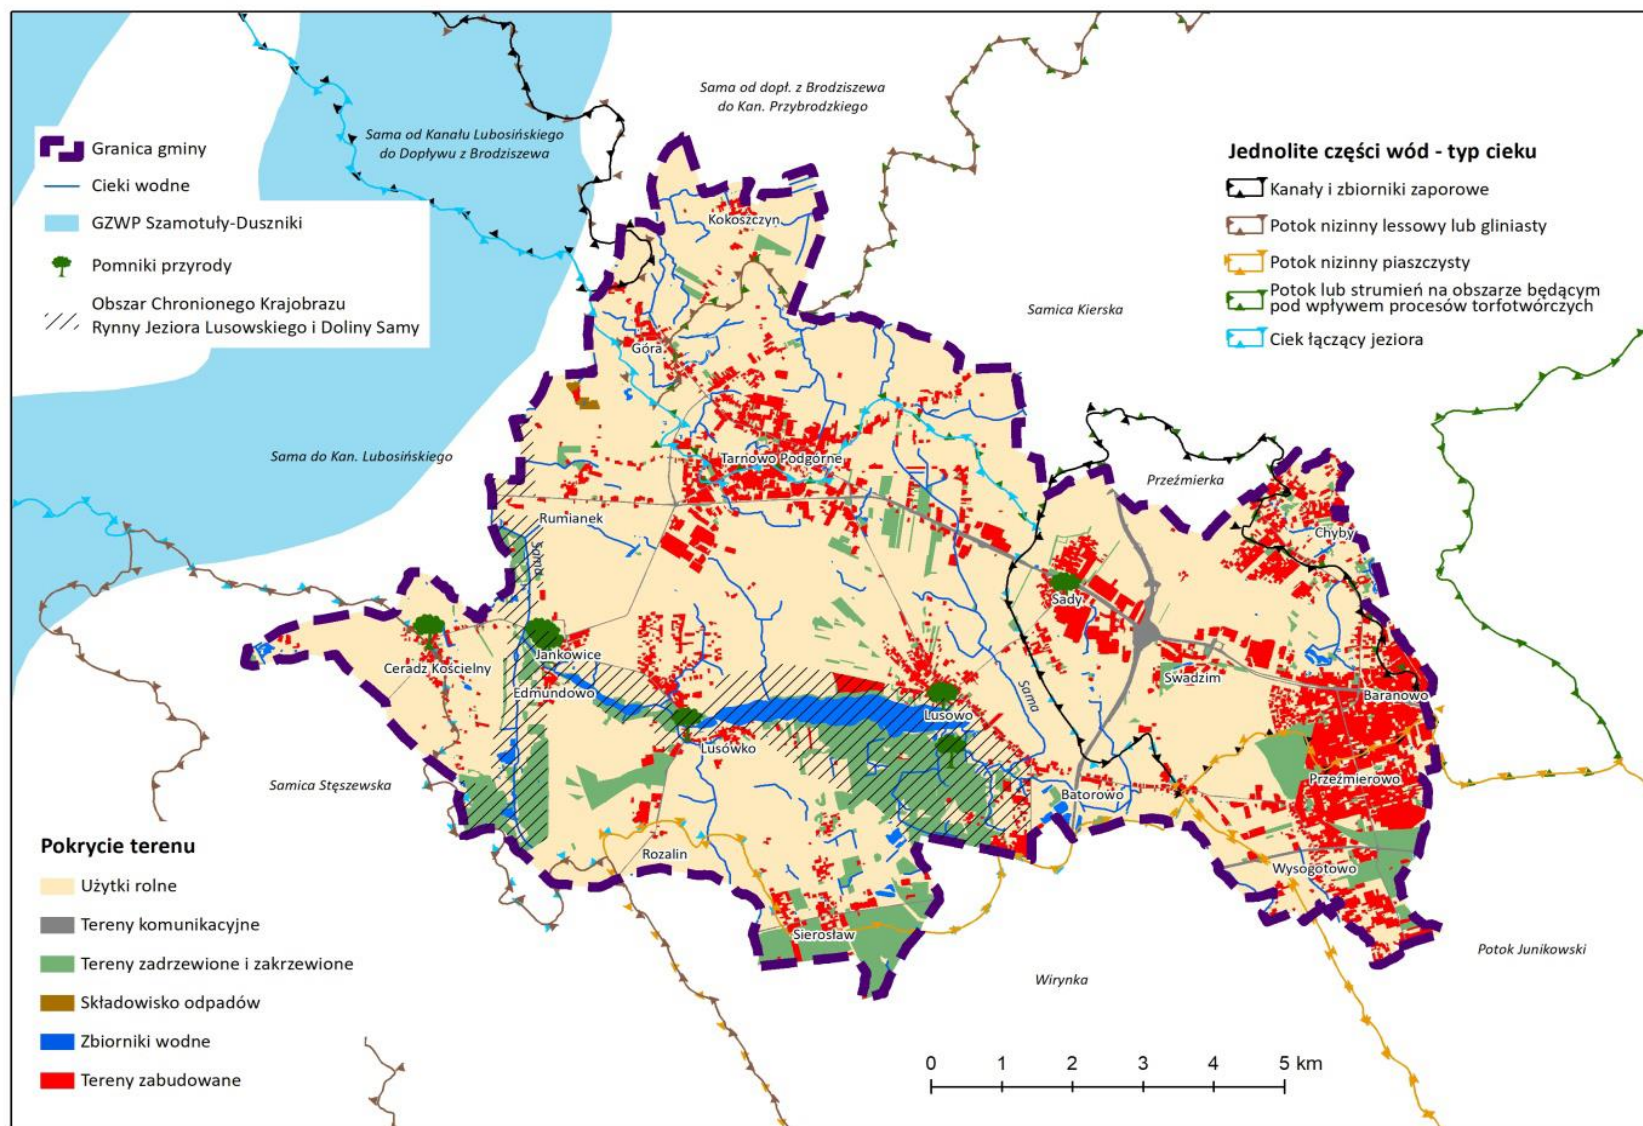 Sama od dopł. z Brodziszewa
do Kan. Przybrodzkiego
Sama od Kanału Lubosińskiego
do Dopływu z Brodziszewa
Granica gminy
Cieki wodne
GZWP Szamotuły-Duszniki
Pomniki przyrody
Obszar Chronionego Krajobrazu
Rynny Jeziora Lusowskiego i Doliny Samy
Jednolite części wód - typ cieku
Kanały i zbiorniki zaporowe
Potok nizinny lessowy lub gliniasty
Potok nizinny piaszczysty
Potok lub strumień na obszarze będącym
pod wpływem procesów torfotwórczych
Ciek łączący jeziora
Kokoszczyn
Samica Kierska
Góra
Sama do Kan. Lubosińskiego
Tarnowo Podgórne
Przeźmierka
Rumianek
Chyby
Sama
Sady
Jankowice
Ceradz Kościelny
Edmundowo
Swadzim
Baranowo
Sama
Lusowo
Lusówko
Samica Stęszewska
Przeźmierowo
Batorowo
Rozalin
Wysogotowo
Sierosław
Potok Junikowski
Wirynka
Pokrycie terenu
Użytki rolne
Tereny komunikacyjne
Tereny zadrzewione i zakrzewione
Składowisko odpadów
Zbiorniki wodne
Tereny zabudowane
0 1 2 3 4 5 km